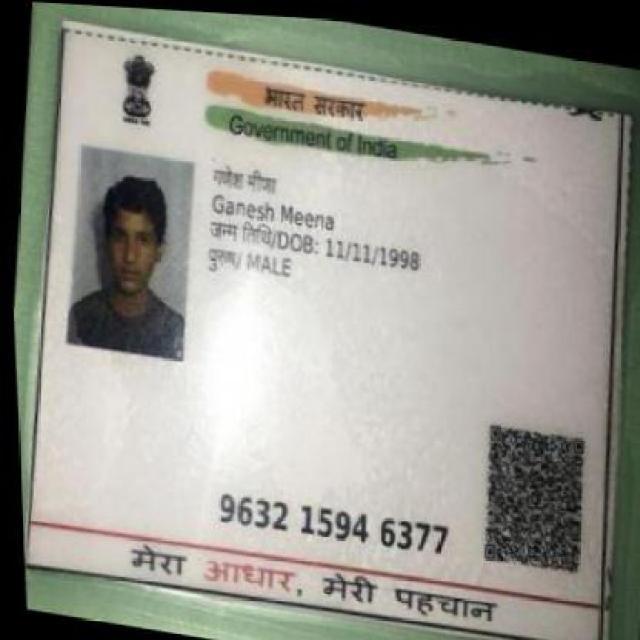 भारत सरकार
Government of India
गणेश मीणा
Ganesh Meena
जन्म तिथि/DOB: 11/11/1998
पुरुष/ MALE
9632 1594 6377
मेरा आधार, मेरी पहचान